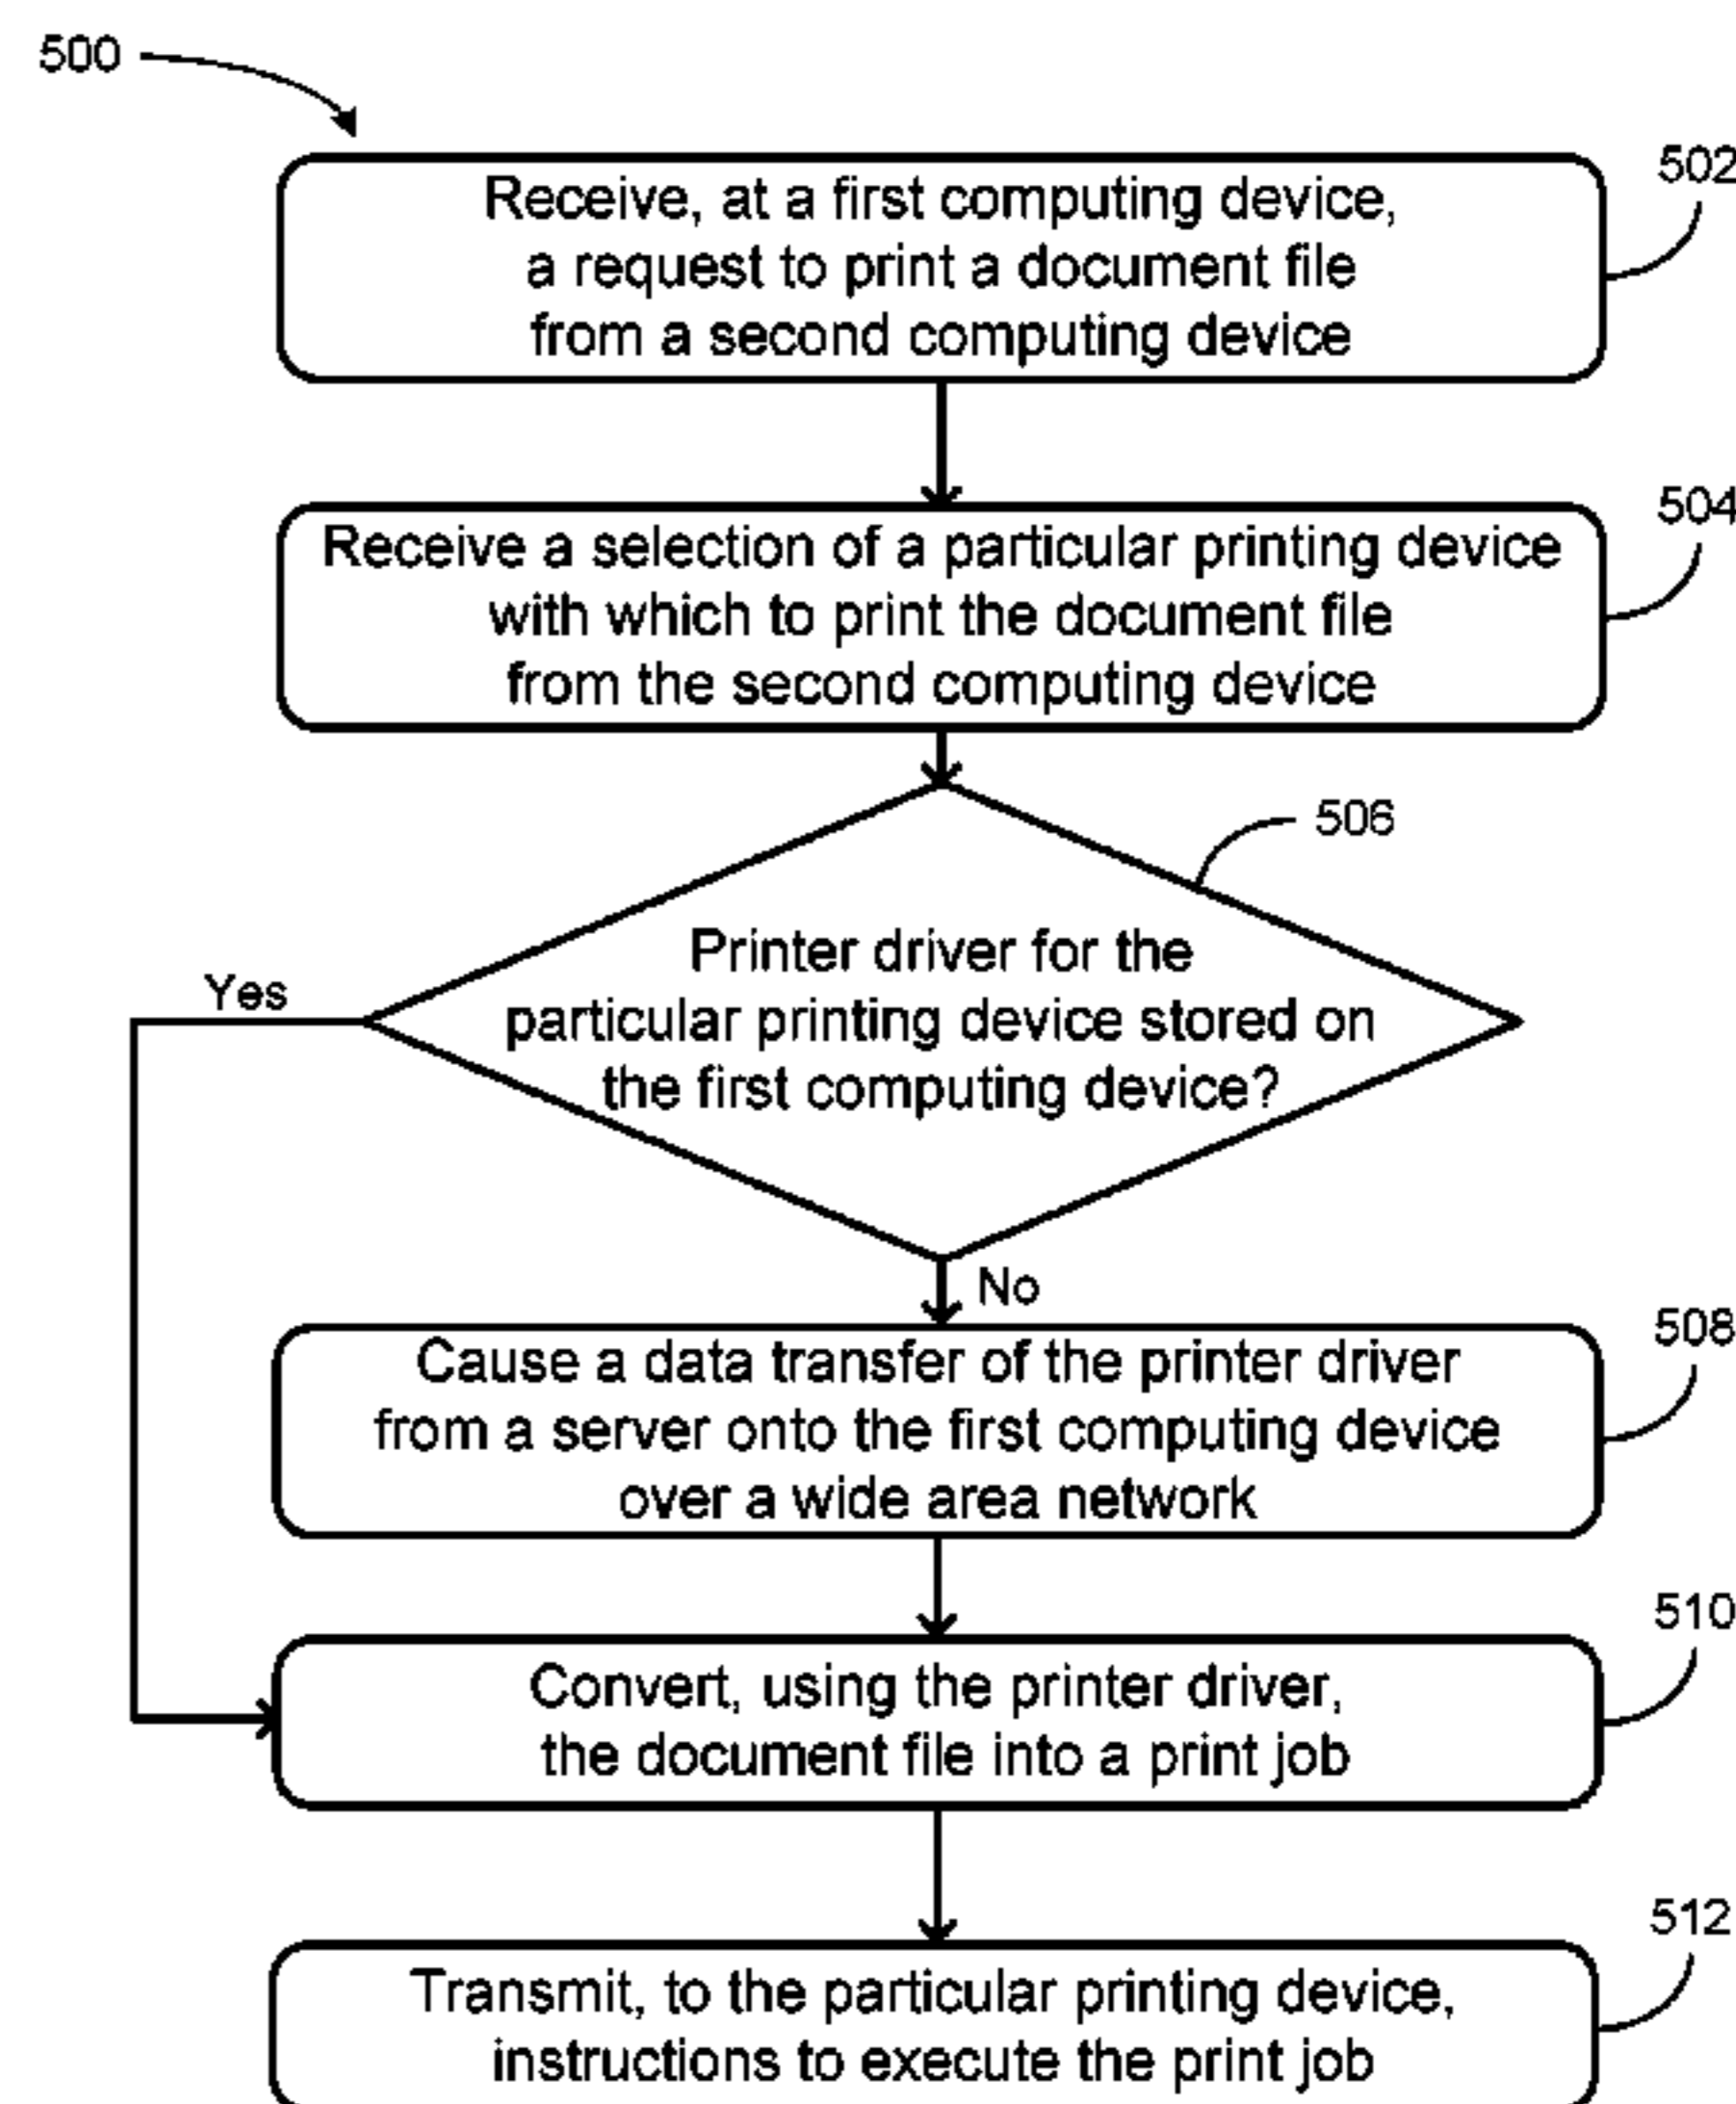 500
502
Receive, at a first computing device,
a request to print a document file
from a second computing device
504
Receive a selection of a particular printing device
with which to print the document file
from the second computing device
506
Printer driver for the
particular printing device stored on
the first computing device?
Yes
No
508
Cause a data transfer of the printer driver
from a server onto the first computing device
over a wide area network
510
Convert, using the printer driver,
the document file into a print job
512
Transmit, to the particular printing device,
instructions to execute the print job